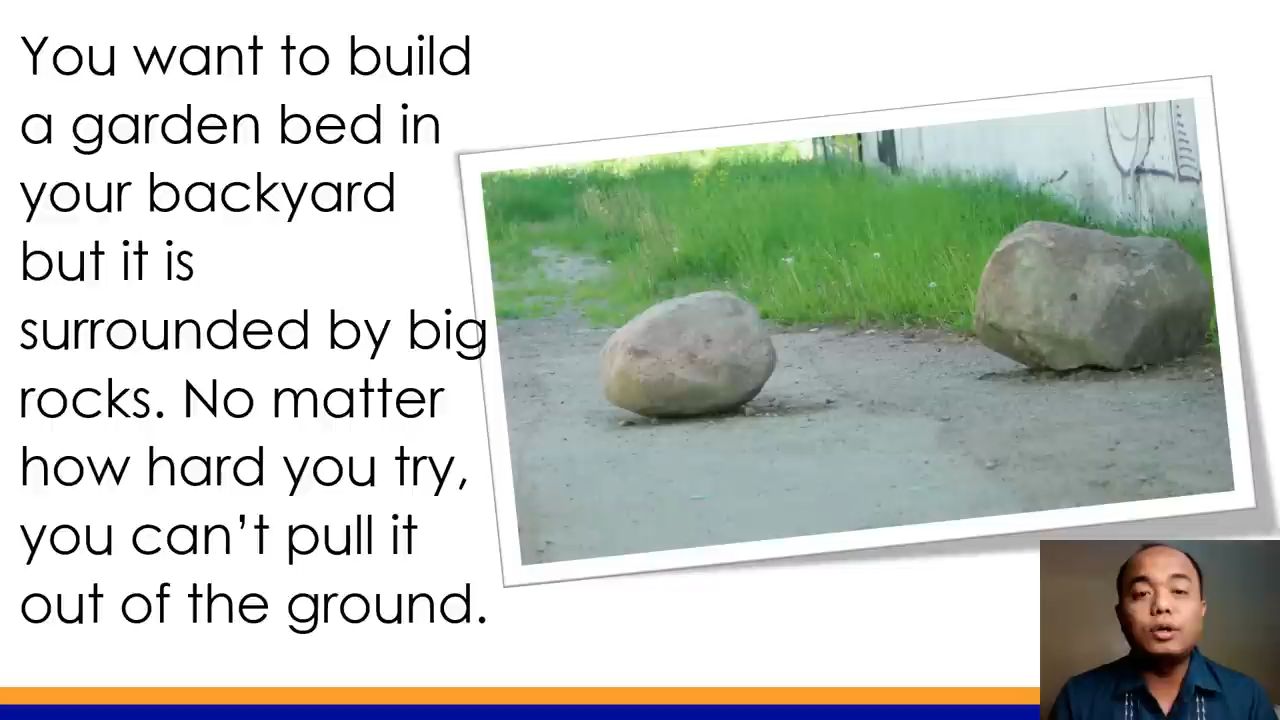 You want to build
a garden bed in
your backyard
but it is
surrounded by big
rocks. No matter
how hard you try,
you can’t pull it
out of the ground.